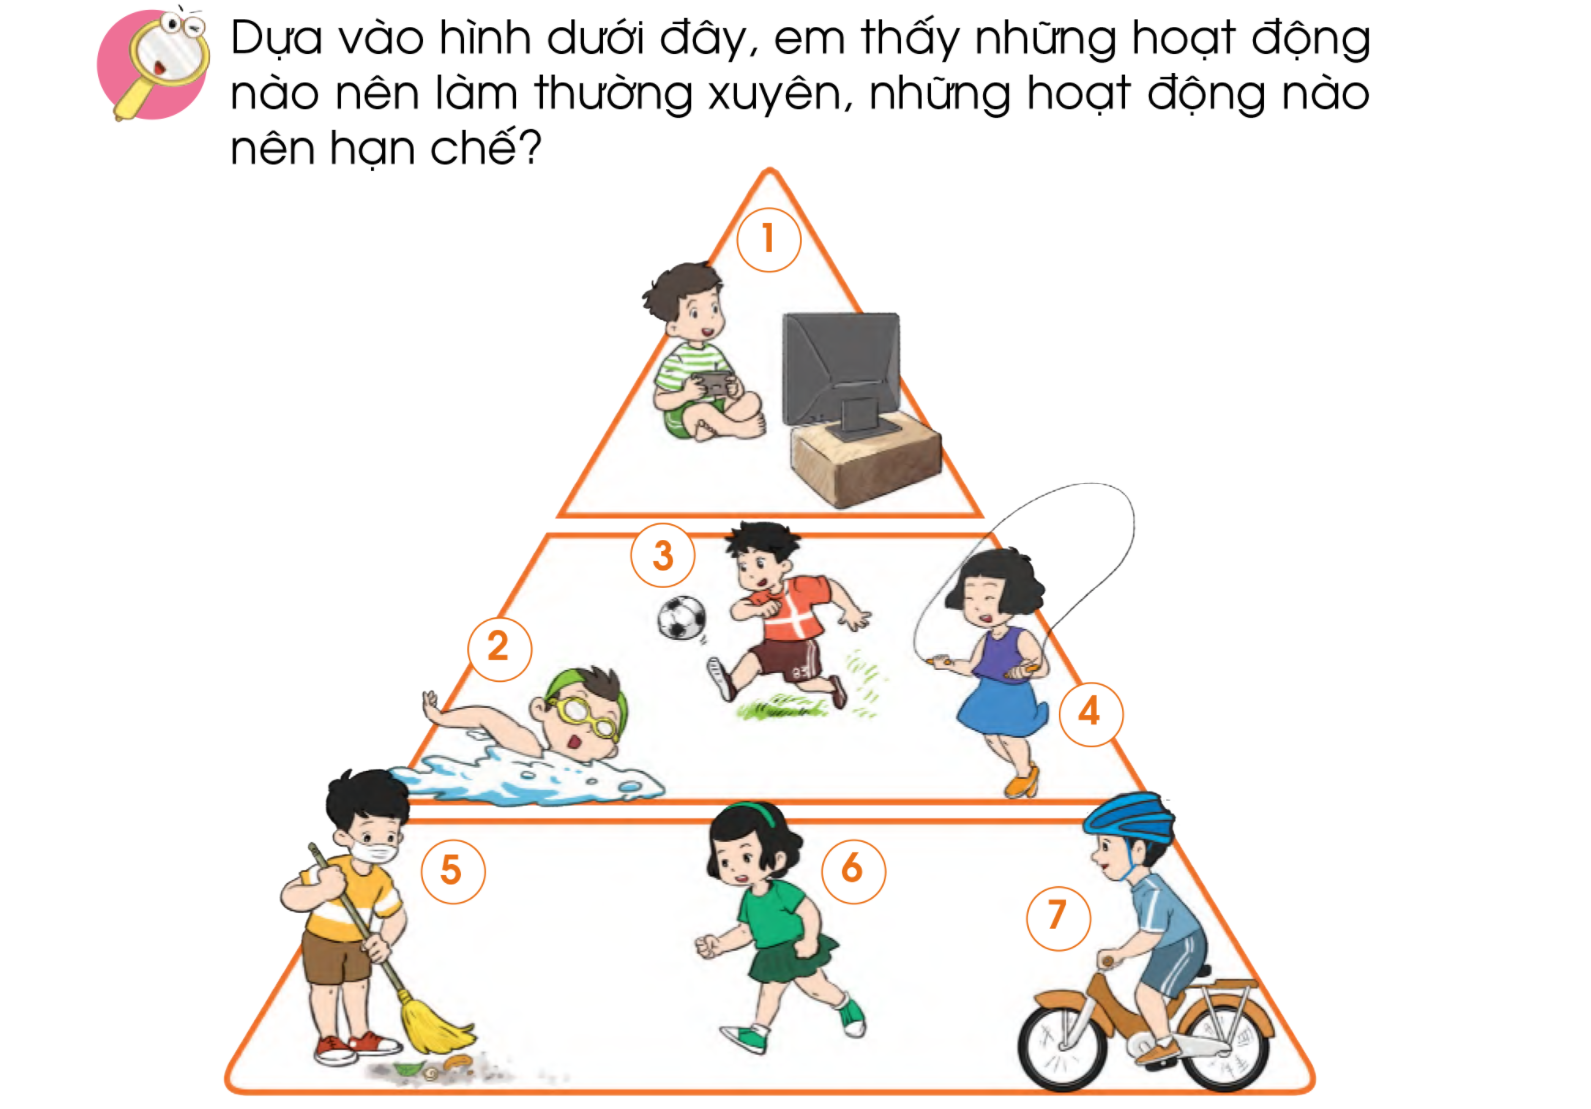 Dựa vào hình dưới đây, em thấy những hoạt động
nào nên làm thường xuyên, những hoạt động nào
nên hạn chế?
1
3
2
4
5
6
7